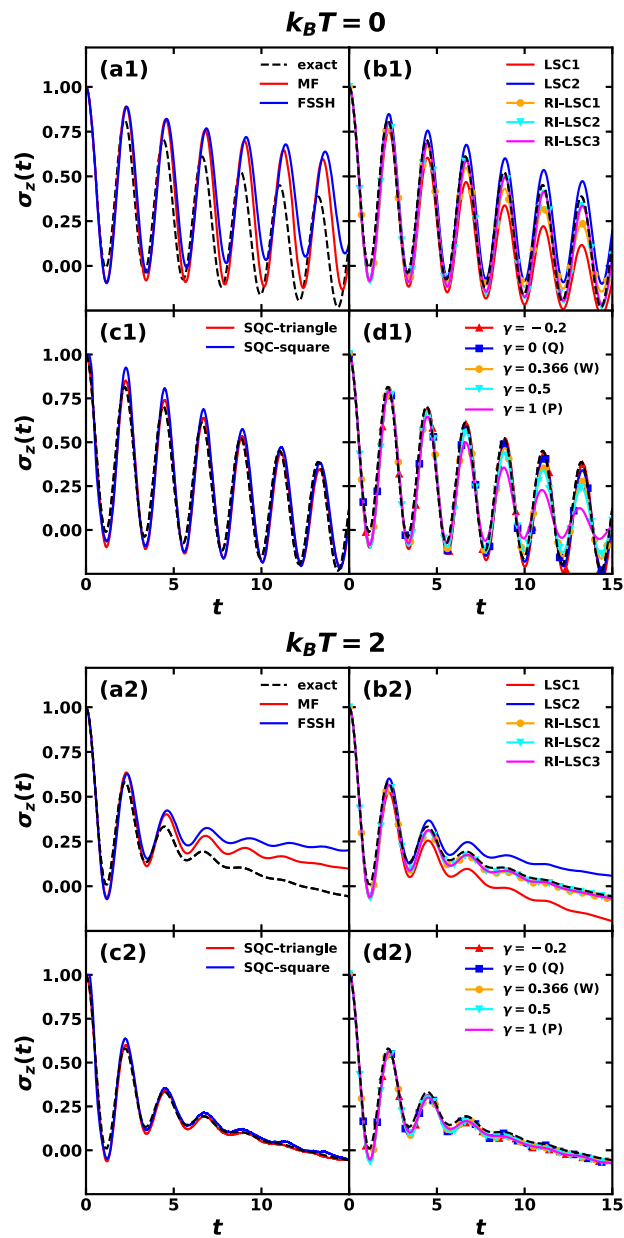 k_BT = 0
(a1)
exact
MF
FSSH
(b1)
LSC1
LSC2
RI-LSC1
RI-LSC2
RI-LSC3
σ_z(t)
1.00
0.75
0.50
0.25
0.00
(c1)
SQC-triangle
SQC-square
(d1)
γ = −0.2
γ = 0 (Q)
γ = 0.366 (W)
γ = 0.5
γ = 1 (P)
σ_z(t)
1.00
0.75
0.50
0.25
0.00
0 5 10 0 5 10 15
t t
k_BT = 2
(a2)
exact
MF
FSSH
(b2)
LSC1
LSC2
RI-LSC1
RI-LSC2
RI-LSC3
σ_z(t)
1.00
0.75
0.50
0.25
0.00
(c2)
SQC-triangle
SQC-square
(d2)
γ = −0.2
γ = 0 (Q)
γ = 0.366 (W)
γ = 0.5
γ = 1 (P)
σ_z(t)
1.00
0.75
0.50
0.25
0.00
0 5 10 0 5 10 15
t t